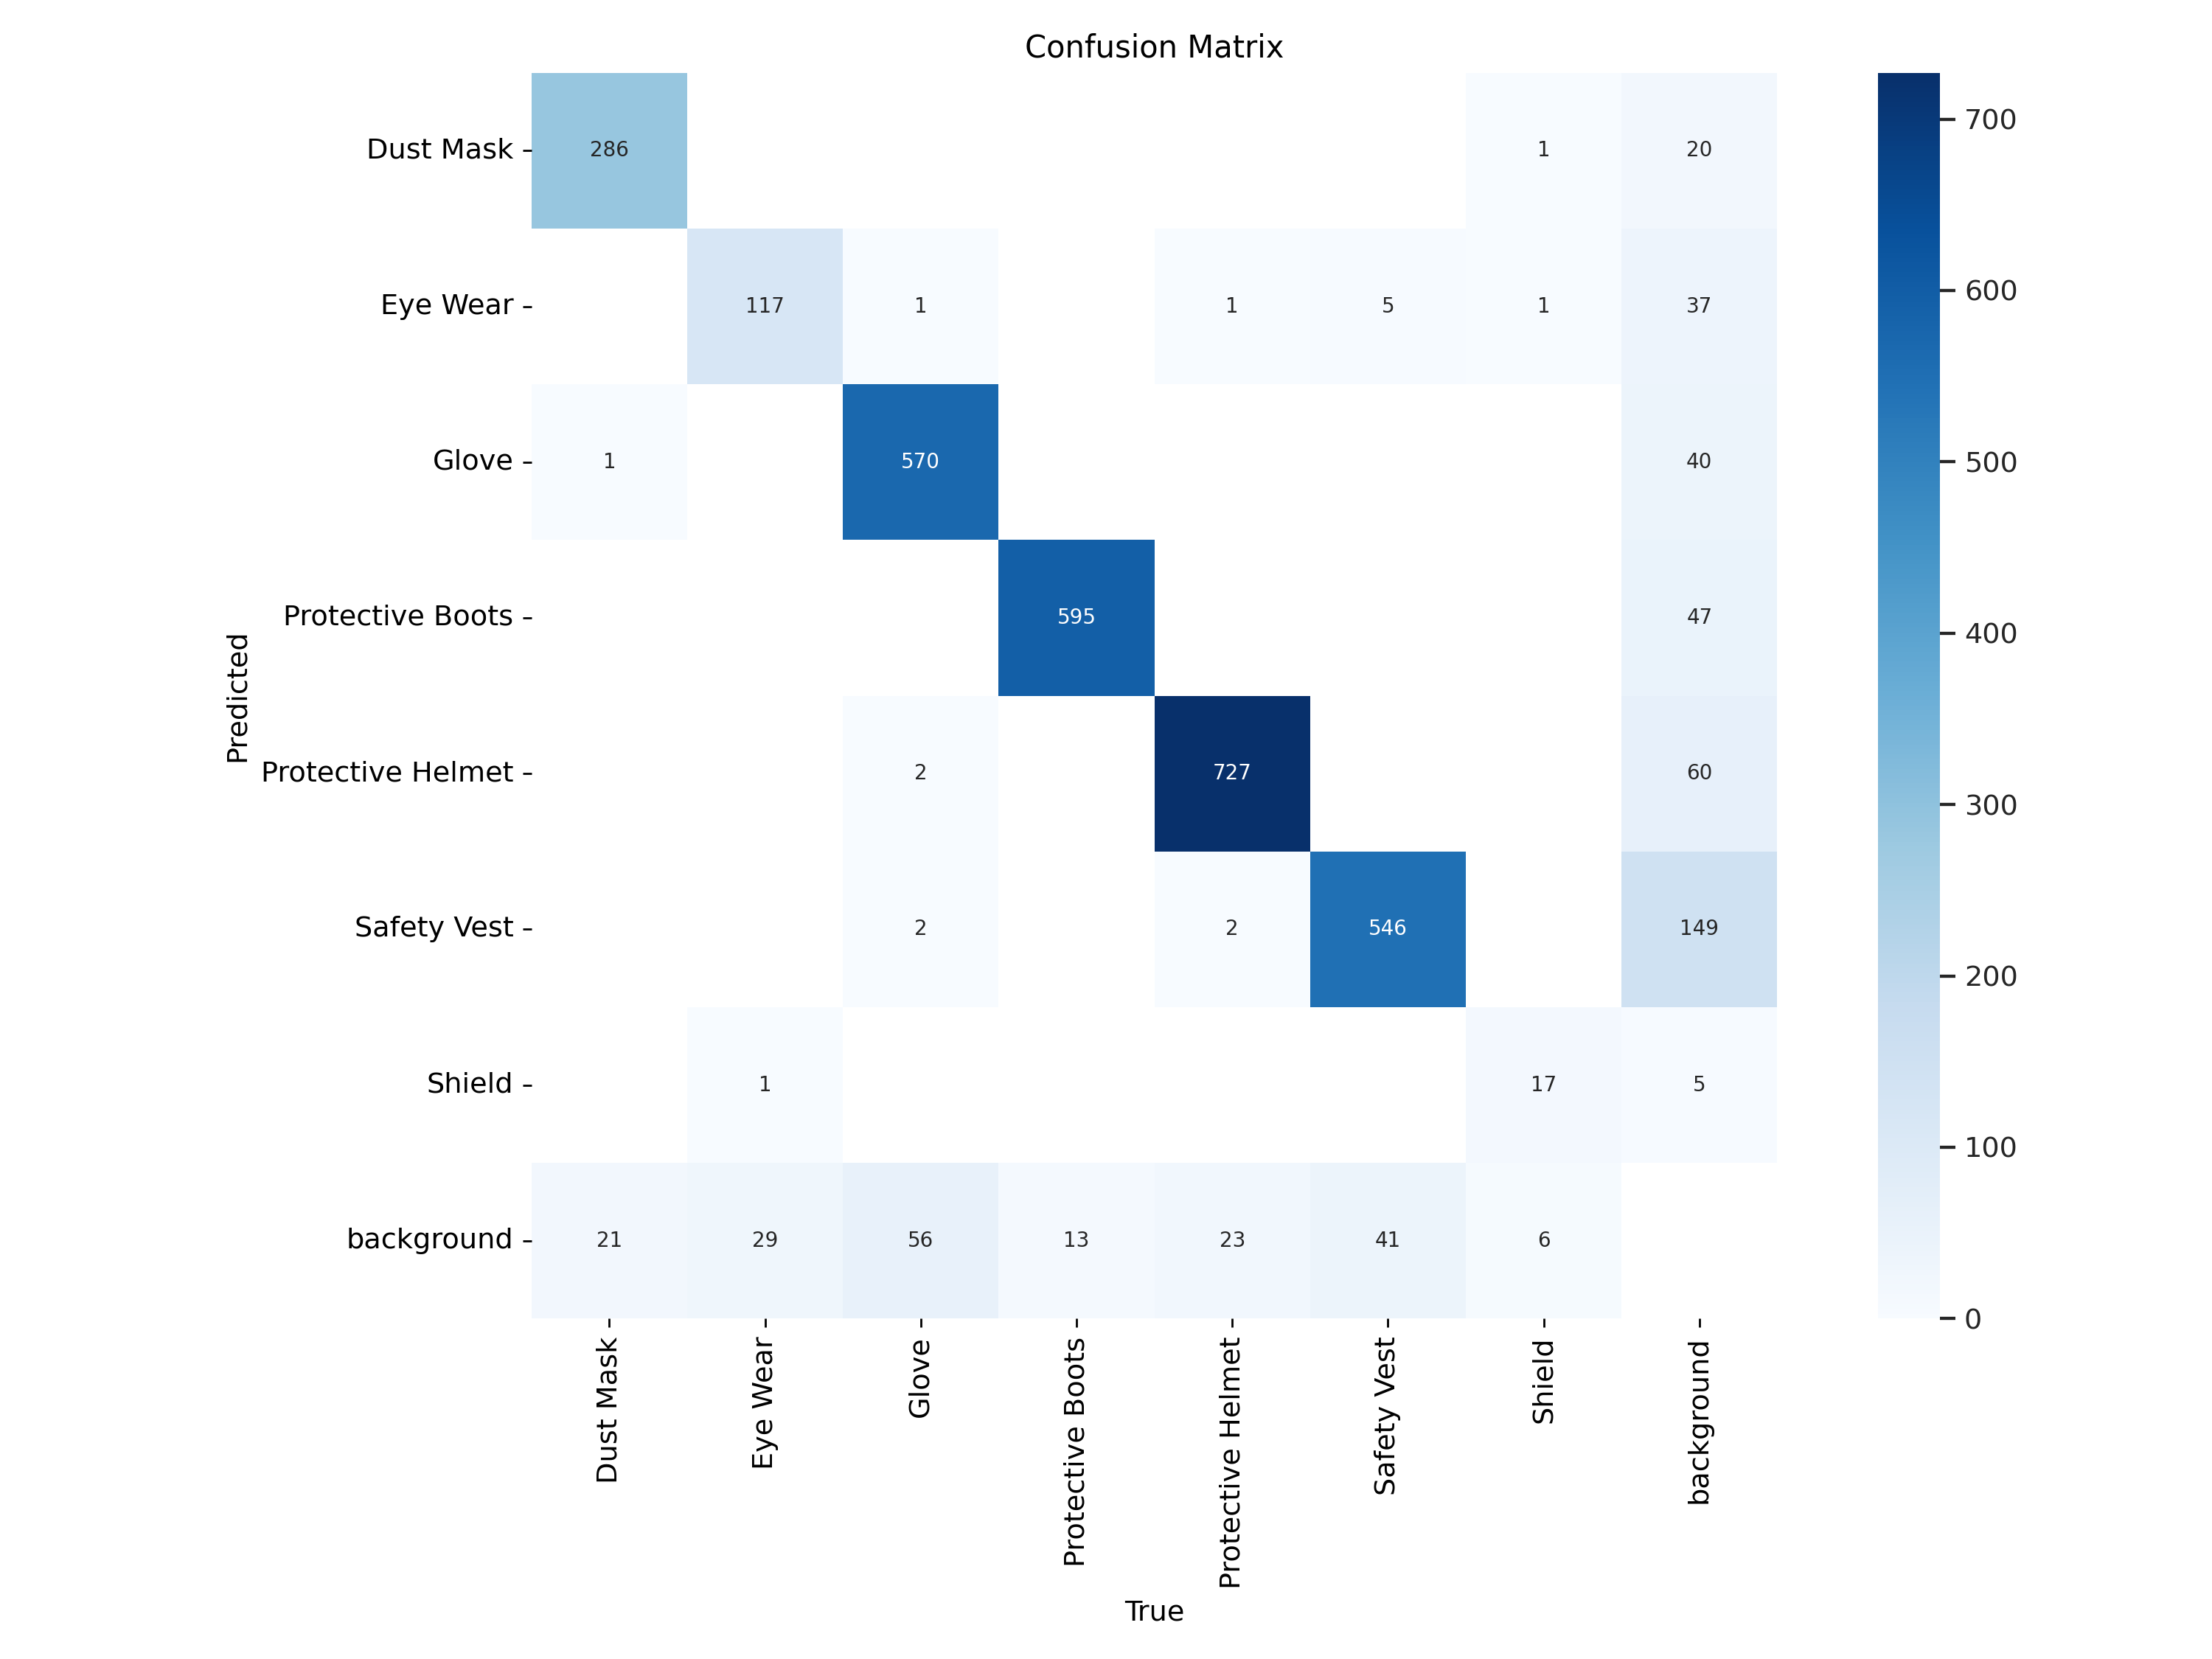 Confusion Matrix
Dust Mask 286 1 20
Eye Wear 117 1 1 5 1 37
Glove 1 570 40
Protective Boots 595 47
Protective Helmet 2 727 60
Safety Vest 2 2 546 149
Shield 1 17 5
background 21 29 56 13 23 41 6
Predicted
Dust Mask
Eye Wear
Glove
Protective Boots
Protective Helmet
Safety Vest
Shield
background
True
700
600
500
400
300
200
100
0